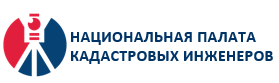 НАЦИОНАЛЬНАЯ ПАЛАТА
КАДАСТРОВЫХ ИНЖЕНЕРОВ